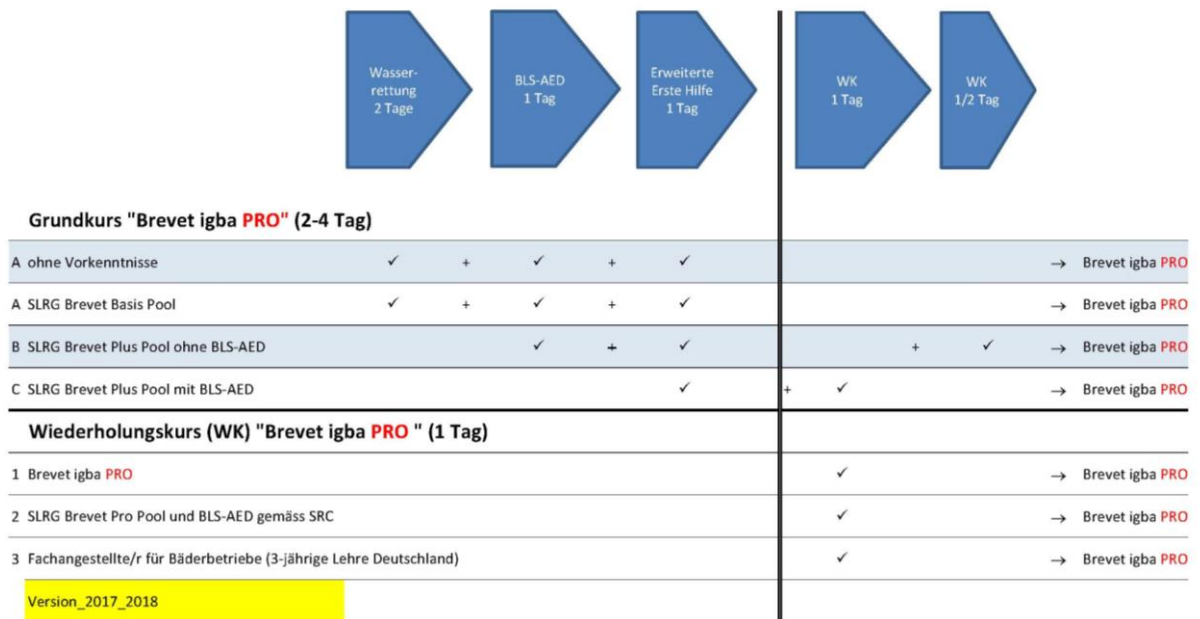 Wasser-
rettung
2 Tage
BLS-AED
1 Tag
Erweiterte
Erste Hilfe
1 Tag
WK
1 Tag
WK
1/2 Tag
Grundkurs "Brevet igba PRO" (2-4 Tag)
A ohne Vorkenntnisse ✓ + ✓ + ✓ → Brevet igba PRO
A SLRG Brevet Basis Pool ✓ + ✓ + ✓ → Brevet igba PRO
B SLRG Brevet Plus Pool ohne BLS-AED ✓ + ✓ + ✓ → Brevet igba PRO
C SLRG Brevet Plus Pool mit BLS-AED ✓ + ✓ → Brevet igba PRO
Wiederholungskurs (WK) "Brevet igba PRO " (1 Tag)
1 Brevet igba PRO ✓ → Brevet igba PRO
2 SLRG Brevet Pro Pool und BLS-AED gemäss SRC ✓ → Brevet igba PRO
3 Fachangestellte/r für Bäderbetriebe (3-jährige Lehre Deutschland) ✓ → Brevet igba PRO
Version_2017_2018